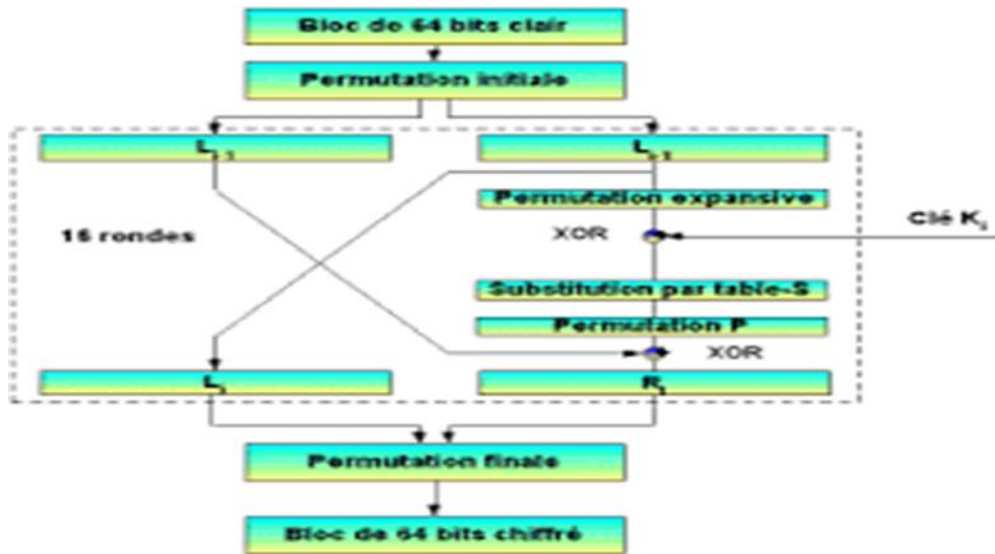 Bloc de 64 bits clair
Permutation initiale
L
L
Permutation expansive
Clé K
16 rondes
XOR
Substitution par table-S
Permutation P
XOR
L
R
Permutation finale
Bloc de 64 bits chiffré